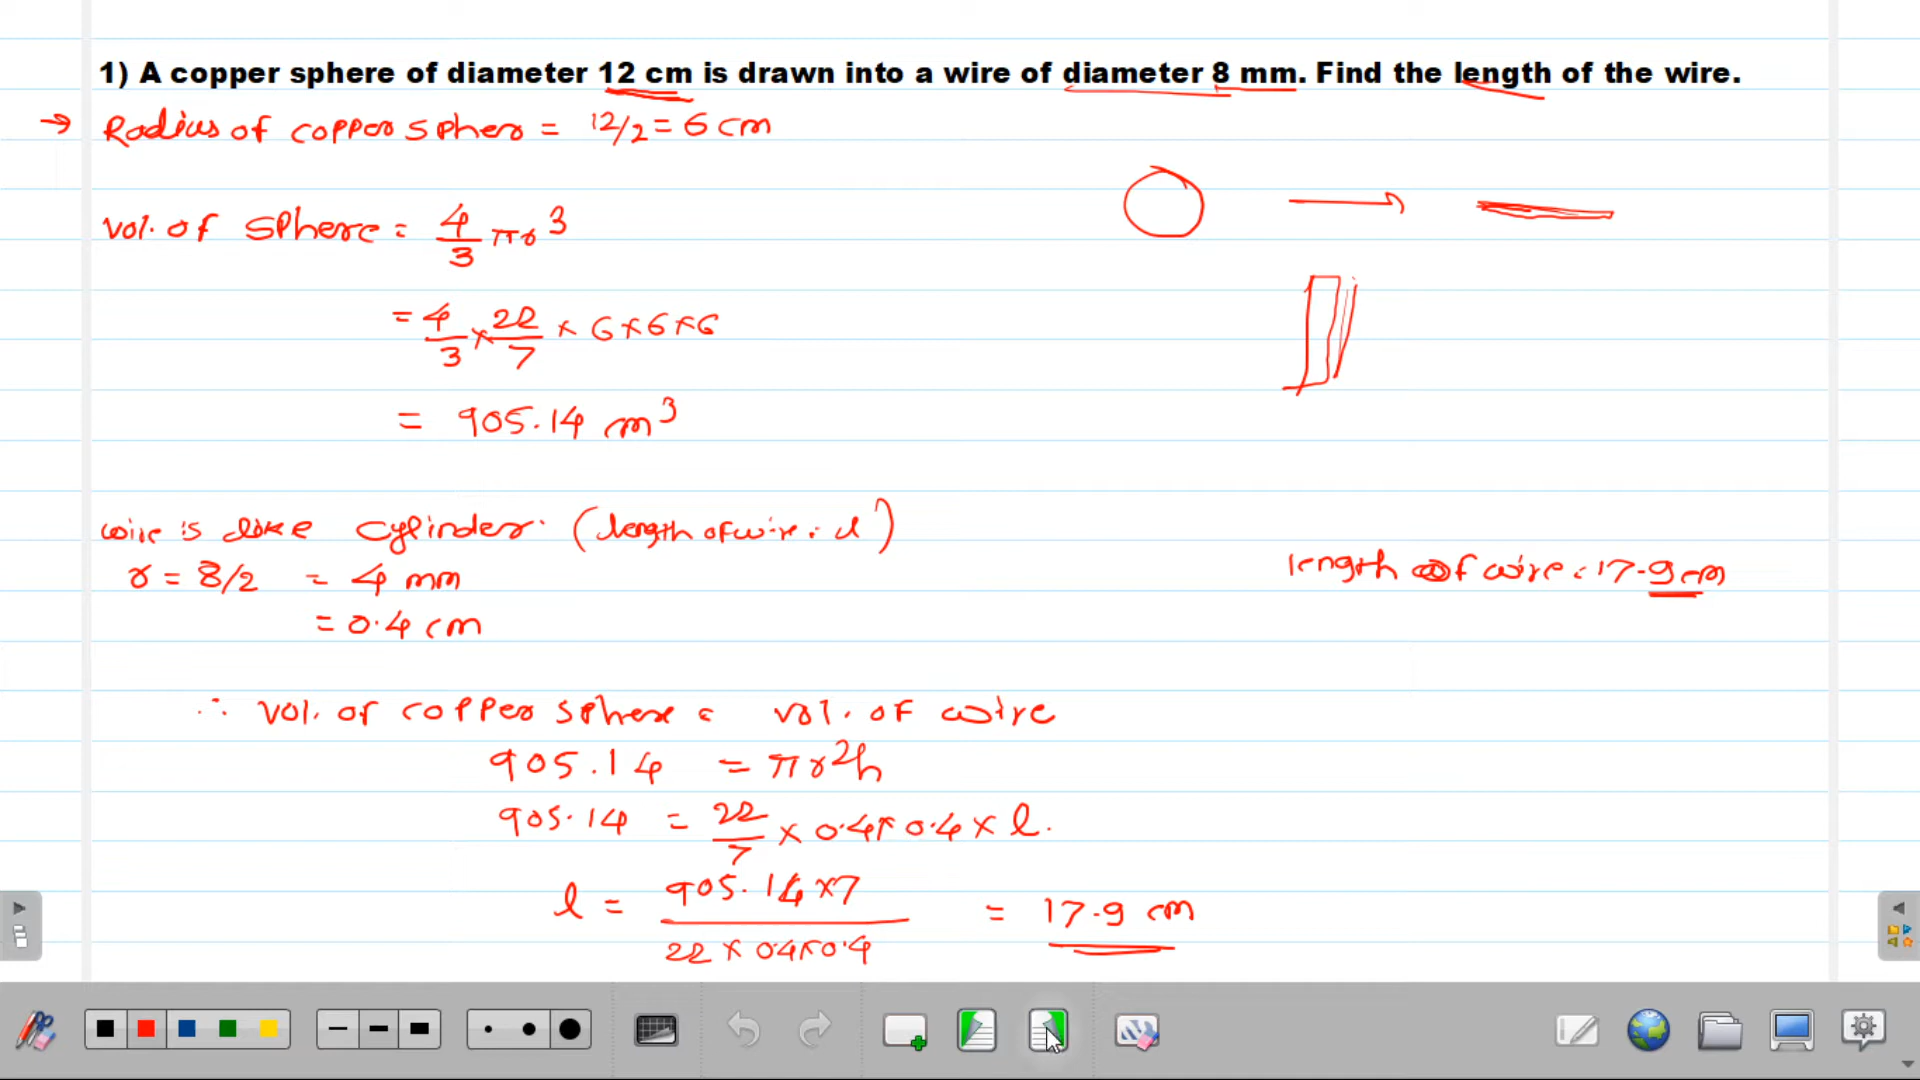 1) A copper sphere of diameter 12 cm is drawn into a wire of diameter 8 mm. Find the length of the wire.
→ Radius of copper sphere = 12/2 = 6 cm
vol. of sphere = 4/3 πr³
= 4/3 × 22/7 × 6×6×6
= 905.14 cm³
wire is like cylinder. (length of wire = l)
r = 8/2 = 4 mm
= 0.4 cm
length of wire = 17.9 cm
∴ vol. of copper sphere = vol. of wire
905.14 = πr²h
905.14 = 22/7 × 0.4×0.4 × l.
l = 905.14×7 / 22×0.4×0.4 = 17.9 cm